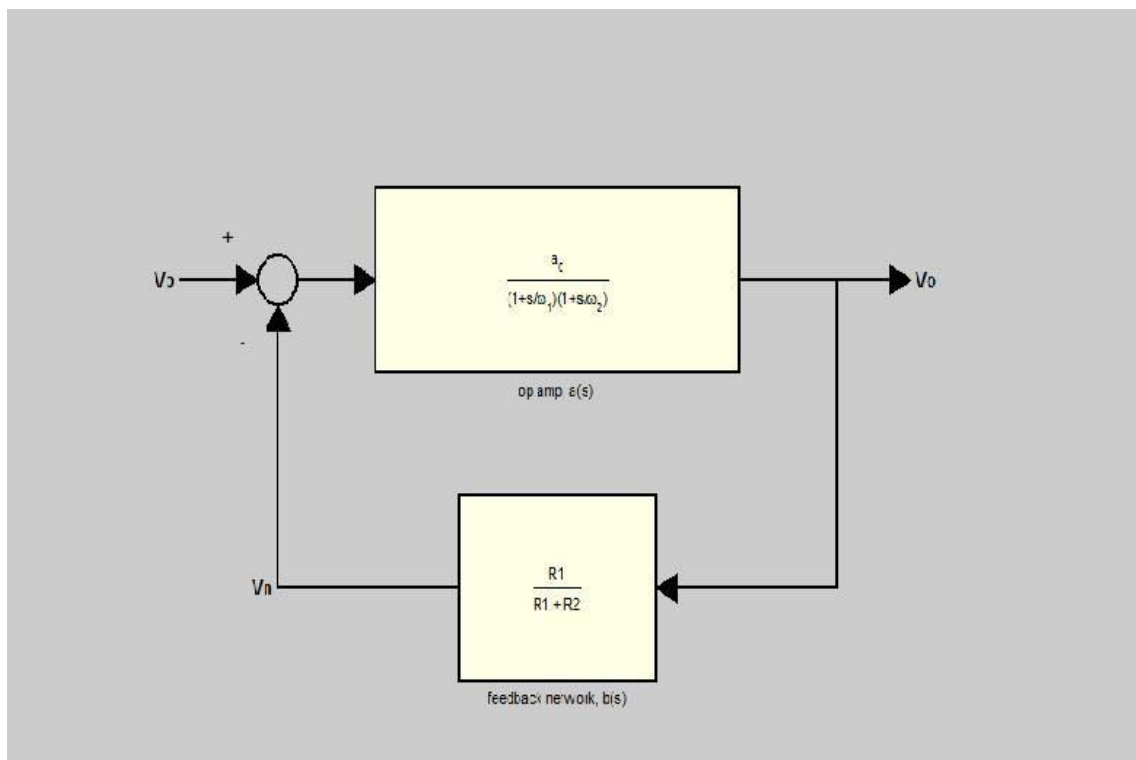 +
Vp
a₀
(1+s/ω₁)(1+s/ω₂)
Vo
-
op amp, a(s)
R1
R1+R2
Vn
feedback network, b(s)